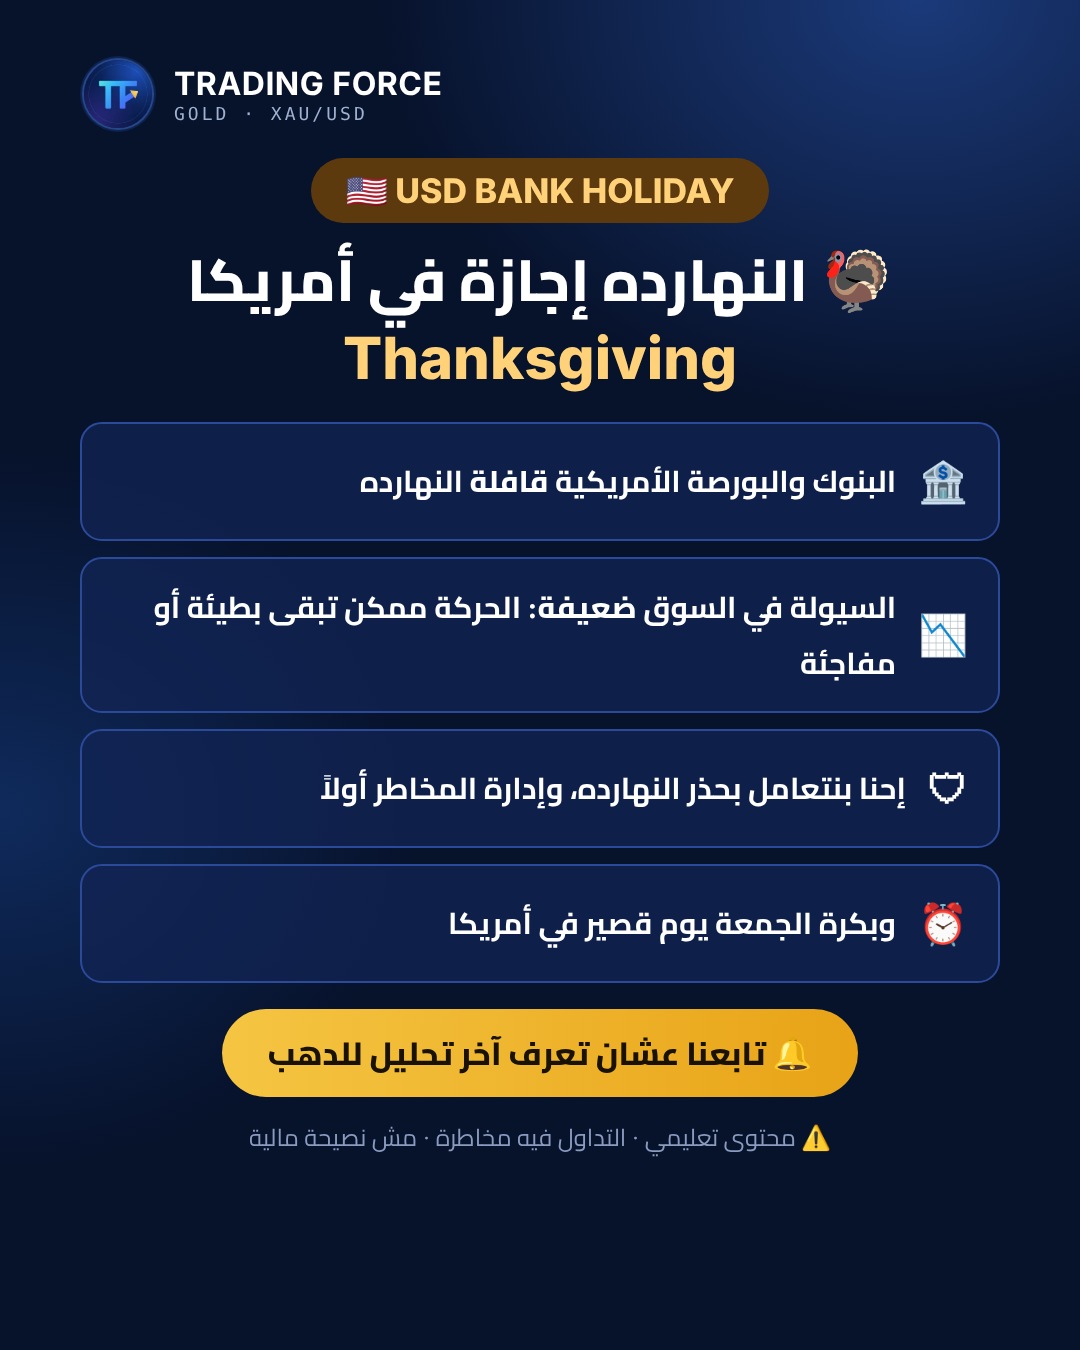 TF
TRADING FORCE
GOLD · XAU/USD
🇺🇸 USD BANK HOLIDAY
🦃 النهارده إجازة في أمريكا
Thanksgiving
🏦 البنوك والبورصة الأمريكية قافلة النهارده
📉 السيولة في السوق ضعيفة: الحركة ممكن تبقى بطيئة أو
مفاجئة
🛡 إحنا بنتعامل بحذر النهارده، وإدارة المخاطر أولاً
⏰ وبكرة الجمعة يوم قصير في أمريكا
🔔 تابعنا عشان تعرف آخر تحليل للدهب
⚠️ محتوى تعليمي · التداول فيه مخاطرة · مش نصيحة مالية